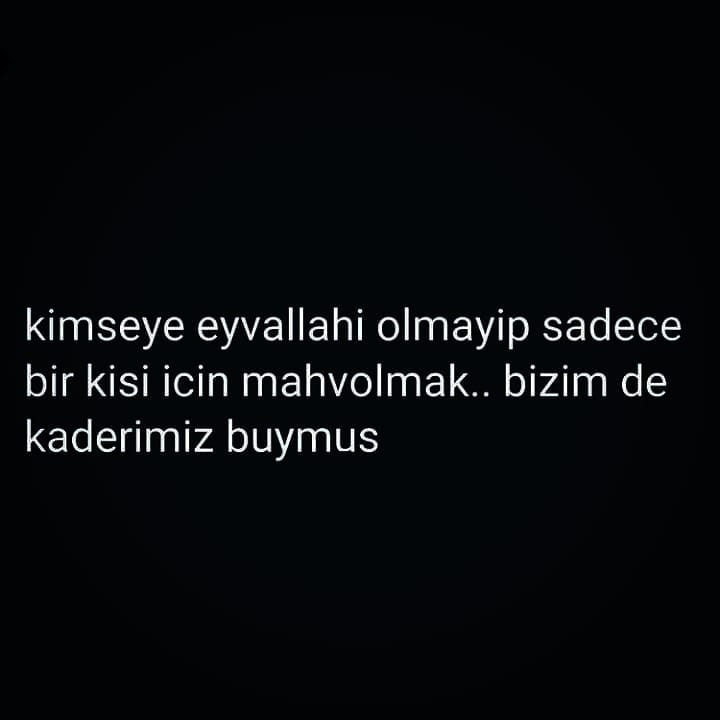 kimseye eyvallahi olmayip sadece
bir kisi icin mahvolmak.. bizim de
kaderimiz buymus